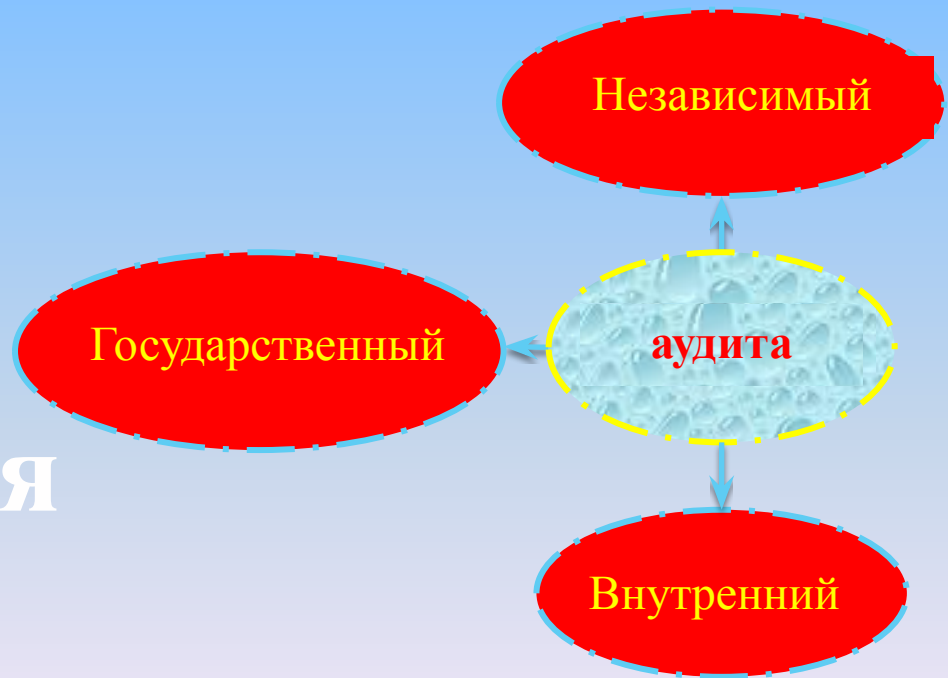 Независимый
Государственный
аудита
я
Внутренний